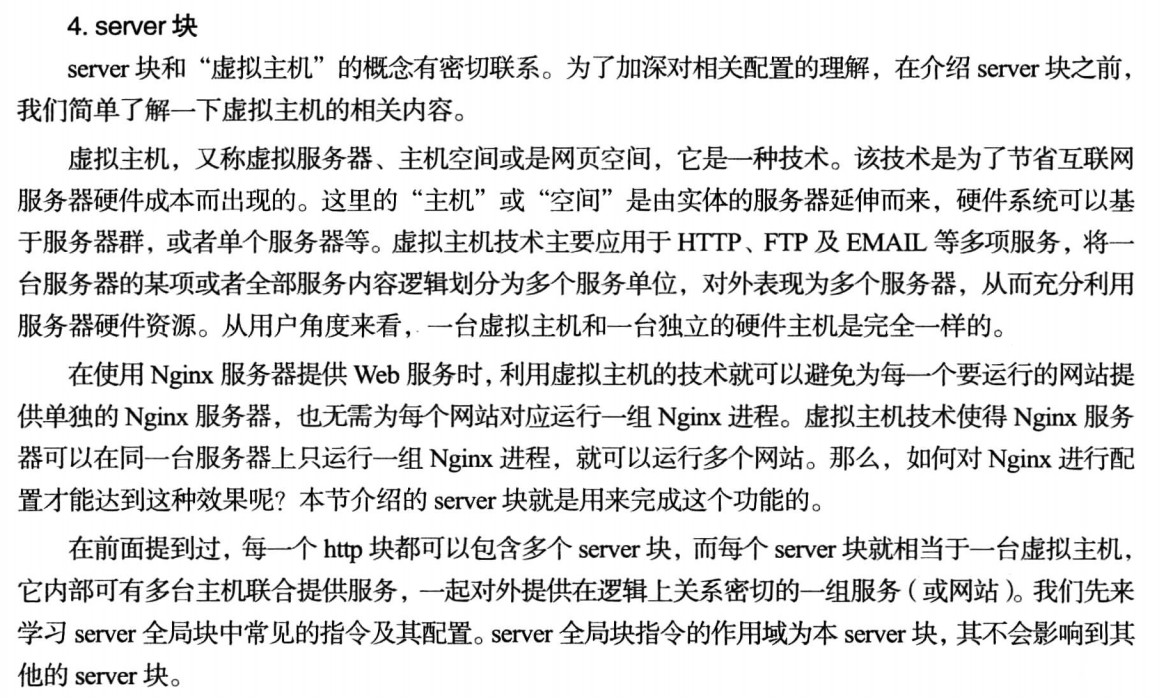 4. server 块
server 块和“虚拟主机”的概念有密切联系。为了加深对相关配置的理解，在介绍 server 块之前，
我们简单了解一下虚拟主机的相关内容。
虚拟主机，又称虚拟服务器、主机空间或是网页空间，它是一种技术。该技术是为了节省互联网
服务器硬件成本而出现的。这里的“主机”或“空间”是由实体的服务器延伸而来，硬件系统可以基
于服务器群，或者单个服务器等。虚拟主机技术主要应用于 HTTP、FTP 及 EMAIL 等多项服务，将一
台服务器的某项或者全部服务内容逻辑划分为多个服务单位，对外表现为多个服务器，从而充分利用
服务器硬件资源。从用户角度来看，一台虚拟主机和一台独立的硬件主机是完全一样的。
在使用 Nginx 服务器提供 Web 服务时，利用虚拟主机的技术就可以避免为每一个要运行的网站提
供单独的 Nginx 服务器，也无需为每个网站对应运行一组 Nginx 进程。虚拟主机技术使得 Nginx 服务
器可以在同一台服务器上只运行一组 Nginx 进程，就可以运行多个网站。那么，如何对 Nginx 进行配
置才能达到这种效果呢？本节介绍的 server 块就是用来完成这个功能的。
在前面提到过，每一个 http 块都可以包含多个 server 块，而每个 server 块就相当于一台虚拟主机，
它内部可有多台主机联合提供服务，一起对外提供在逻辑上关系密切的一组服务（或网站）。我们先来
学习 server 全局块中常见的指令及其配置。server 全局块指令的作用域为本 server 块，其不会影响到其
他的 server 块。